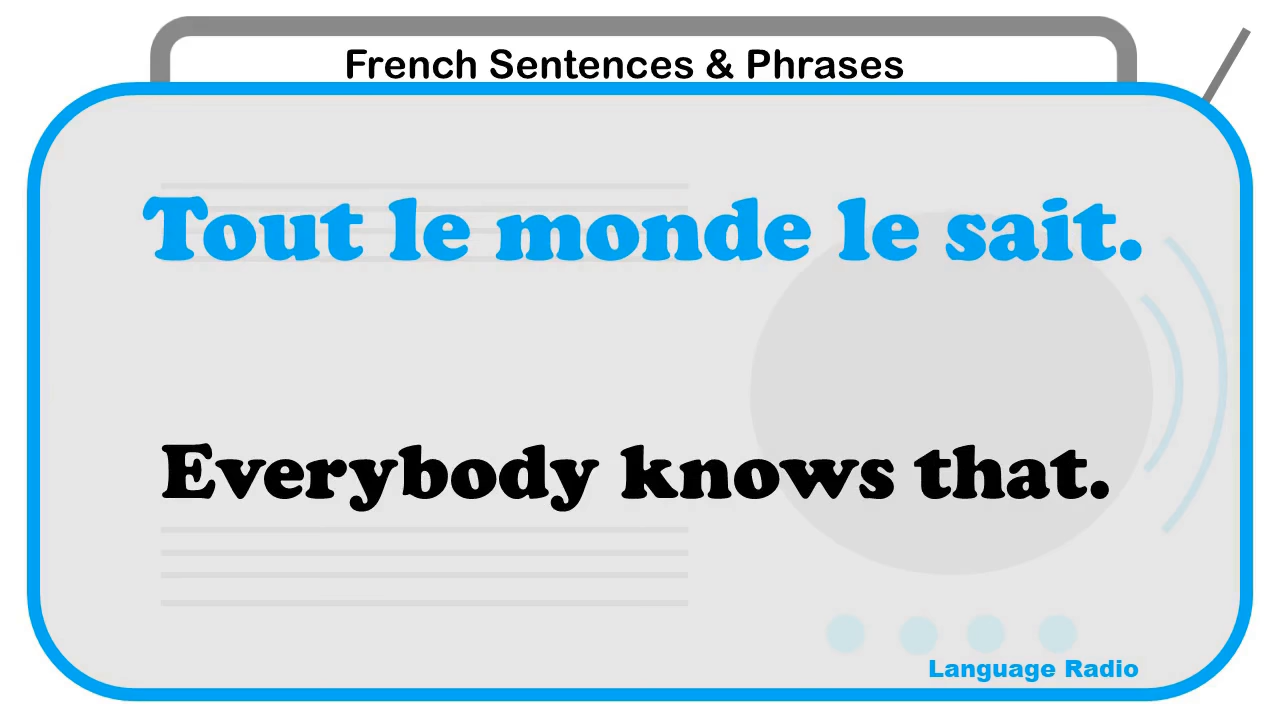 French Sentences & Phrases
Tout le monde le sait.
Everybody knows that.
Language Radio